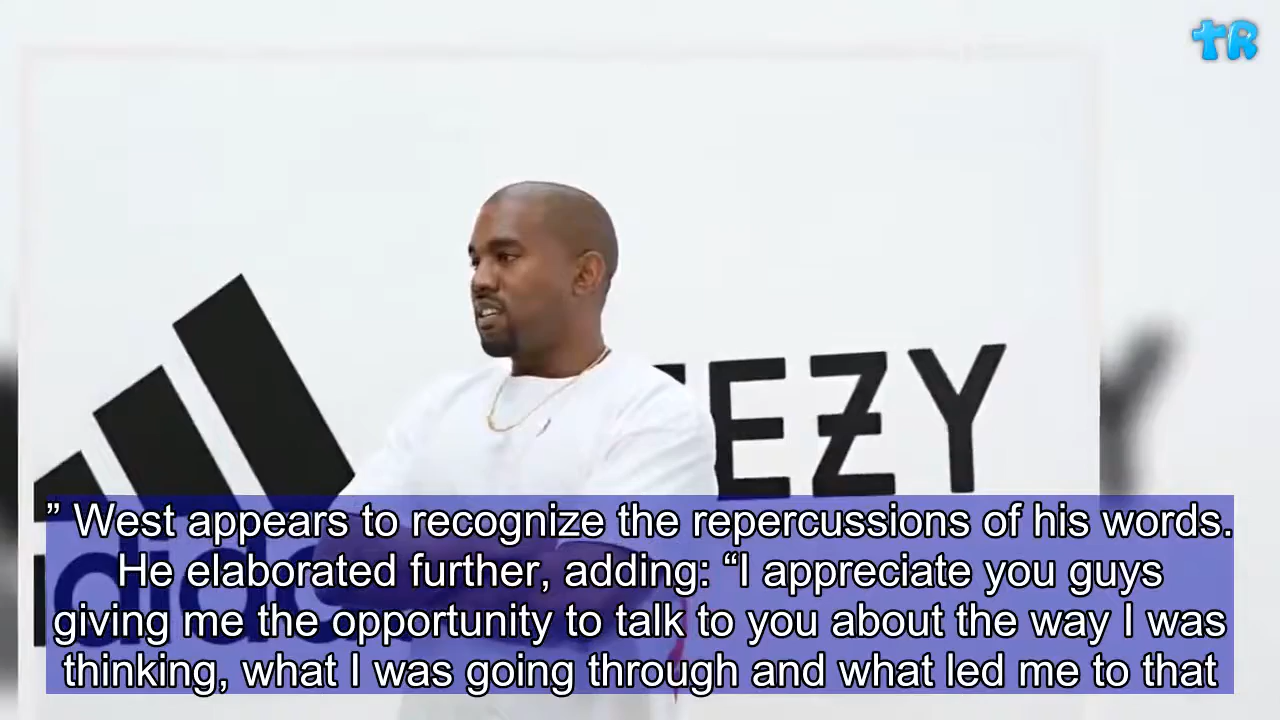 TR
EEZY
adidas
” West appears to recognize the repercussions of his words.
He elaborated further, adding: “I appreciate you guys
giving me the opportunity to talk to you about the way I was
thinking, what I was going through and what led me to that